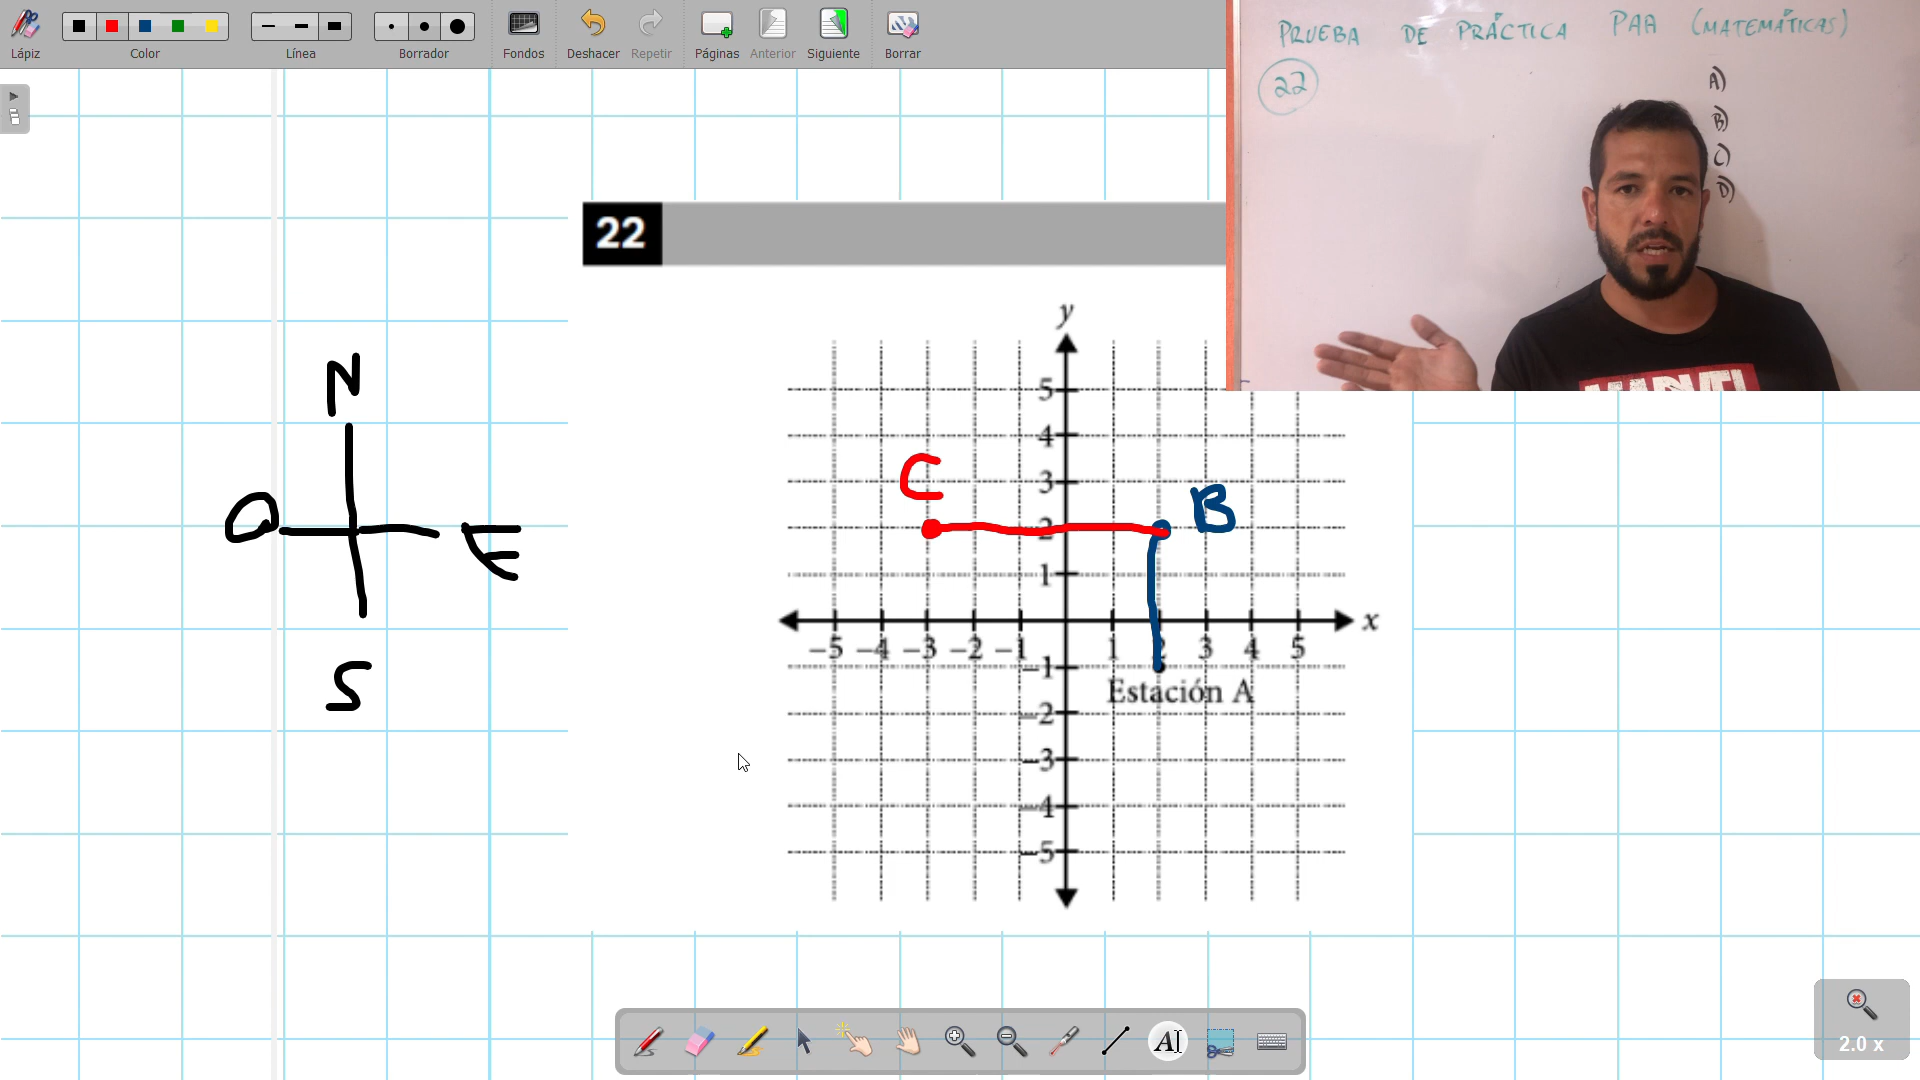 Lápiz
Color
Línea
Borrador
Fondos
Deshacer
Repetir
Páginas
Anterior
Siguiente
Borrar
PRUEBA DE PRÁCTICA PAA (MATEMÁTICAS)
22
A)
B)
C)
D)
22
N
O
E
S
y
5
4
C
3
B
2
1
x
-5 -4 -3 -2 -1 1 2 3 4 5
-1
Estación A
-2
-3
-4
-5
MARVEL
2.0 x